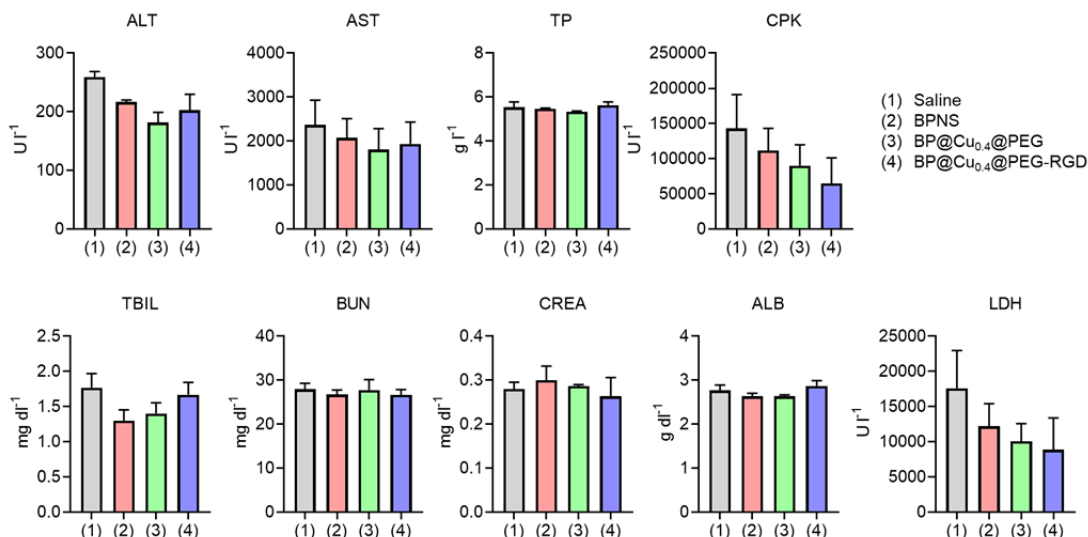 ALT
U l⁻¹
300
200
100
0
(1) (2) (3) (4)
AST
U l⁻¹
4000
3000
2000
1000
0
(1) (2) (3) (4)
TP
g l⁻¹
8
6
4
2
0
(1) (2) (3) (4)
CPK
U l⁻¹
250000
200000
150000
100000
50000
0
(1) (2) (3) (4)
(1) Saline
(2) BPNS
(3) BP@Cu₀.₄@PEG
(4) BP@Cu₀.₄@PEG-RGD
TBIL
mg dl⁻¹
2.5
2.0
1.5
1.0
0.5
0.0
(1) (2) (3) (4)
BUN
mg dl⁻¹
40
30
20
10
0
(1) (2) (3) (4)
CREA
mg dl⁻¹
0.4
0.3
0.2
0.1
0.0
(1) (2) (3) (4)
ALB
g dl⁻¹
4
3
2
1
0
(1) (2) (3) (4)
LDH
U l⁻¹
25000
20000
15000
10000
5000
0
(1) (2) (3) (4)